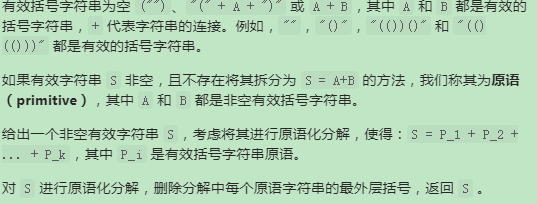 有效括号字符串为空 ("")、"(" + A + ")" 或 A + B ，其中 A 和 B 都是有效的
括号字符串，+ 代表字符串的连接。例如，"" ，"()" ，"(())()" 和 "(()
(()))" 都是有效的括号字符串。
如果有效字符串 S 非空，且不存在将其拆分为 S = A+B 的方法，我们称其为原语
（primitive），其中 A 和 B 都是非空有效括号字符串。
给出一个非空有效字符串 S ，考虑将其进行原语化分解，使得：S = P_1 + P_2 +
... + P_k ，其中 P_i 是有效括号字符串原语。
对 S 进行原语化分解，删除分解中每个原语字符串的最外层括号，返回 S 。